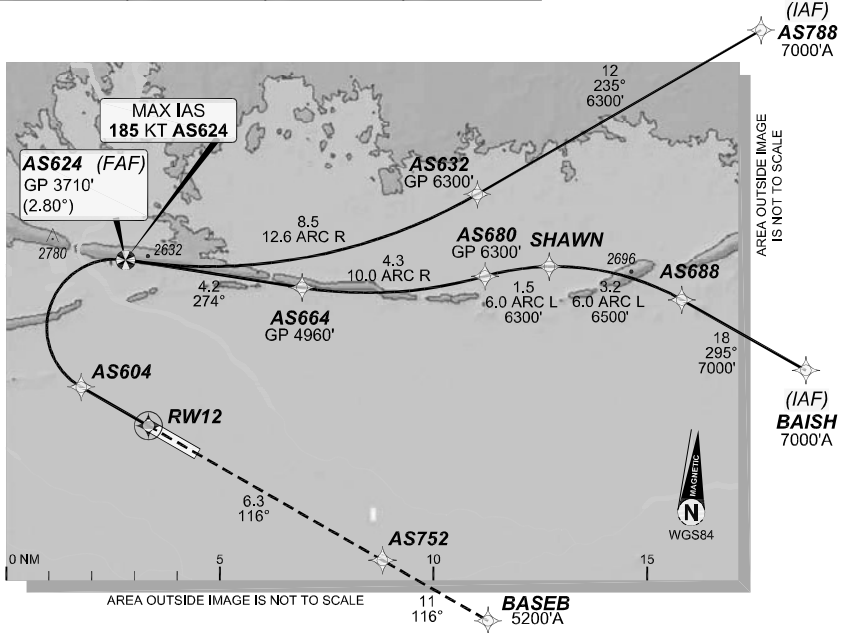 (IAF)
AS788
7000'A
12
235°
6300'
MAX IAS
185 KT AS624
AS624 (FAF)
GP 3710'
(2.80°)
AREA OUTSIDE IMAGE
IS NOT TO SCALE
AS632
GP 6300'
8.5
12.6 ARC R
2780
2632
AS680
GP 6300'
SHAWN
4.3
10.0 ARC R
2696
AS688
4.2
274°
AS664
GP 4960'
1.5
6.0 ARC L
6300'
3.2
6.0 ARC L
6500'
18
295°
7000'
AS604
(IAF)
BAISH
7000'A
RW12
MAGNETIC
N
WGS84
6.3
116°
AS752
0 NM
5
10
15
AREA OUTSIDE IMAGE IS NOT TO SCALE
11
116°
BASEB
5200'A